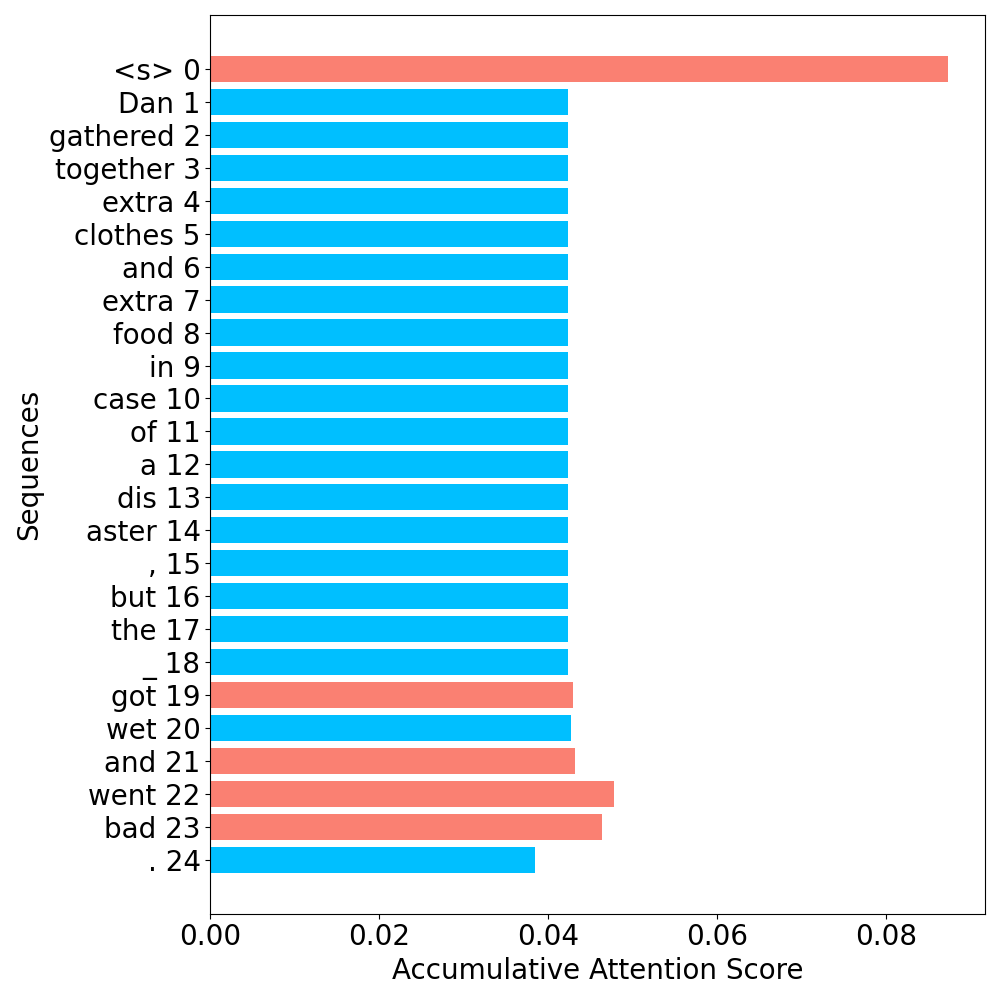 <s> 0
Dan 1
gathered 2
together 3
extra 4
clothes 5
and 6
extra 7
food 8
in 9
case 10
of 11
a 12
dis 13
aster 14
, 15
but 16
the 17
_ 18
got 19
wet 20
and 21
went 22
bad 23
. 24
Sequences
0.00 0.02 0.04 0.06 0.08
Accumulative Attention Score